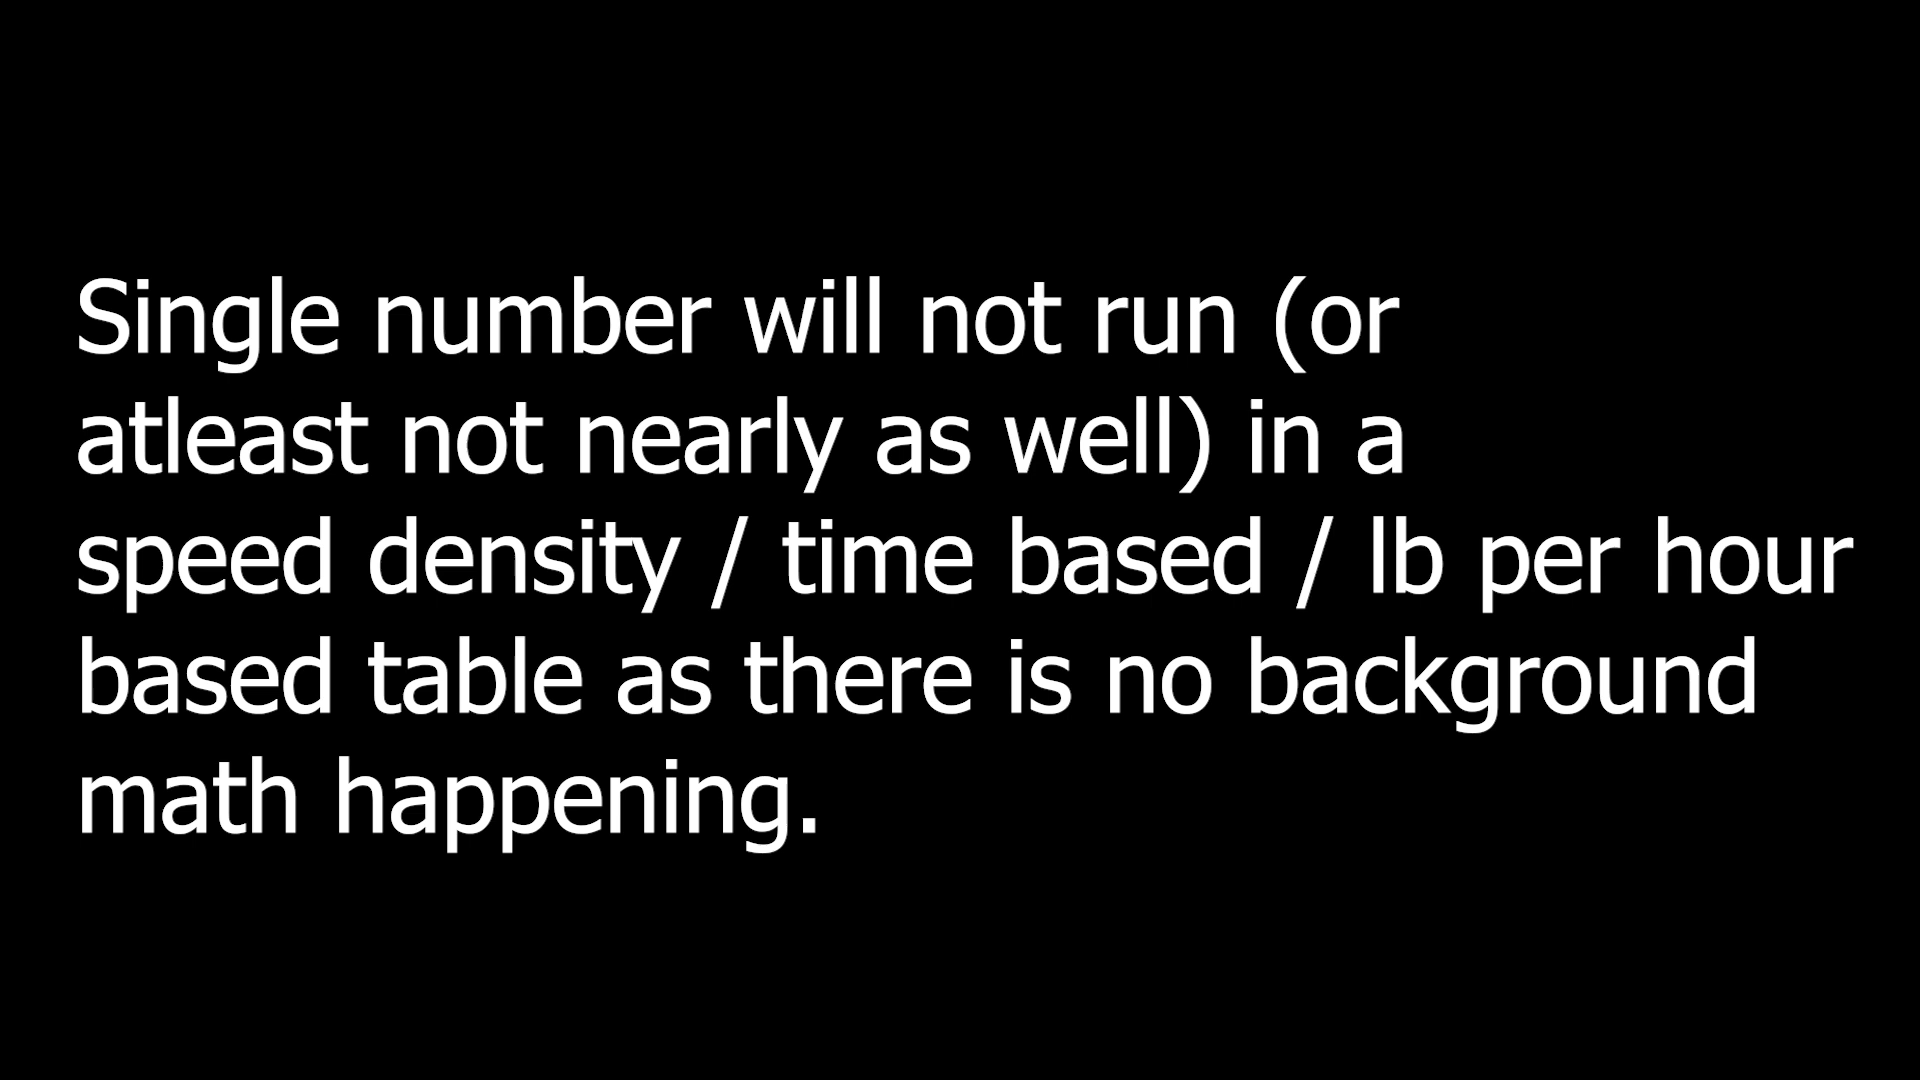 Single number will not run (or
atleast not nearly as well) in a
speed density / time based / lb per hour
based table as there is no background
math happening.